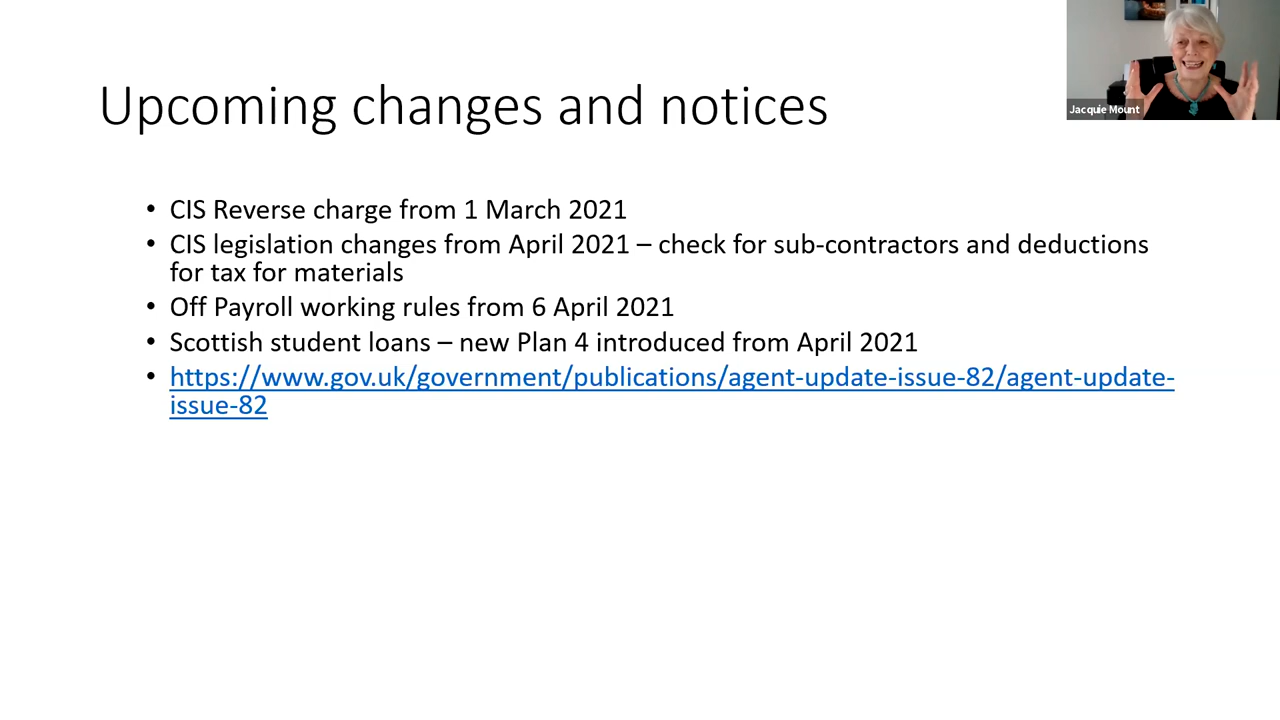 Upcoming changes and notices
Jacquie Mount
• CIS Reverse charge from 1 March 2021
• CIS legislation changes from April 2021 – check for sub-contractors and deductions
for tax for materials
• Off Payroll working rules from 6 April 2021
• Scottish student loans – new Plan 4 introduced from April 2021
• https://www.gov.uk/government/publications/agent-update-issue-82/agent-update-
issue-82